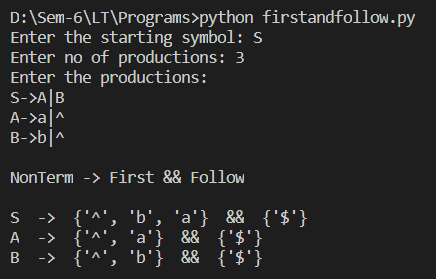 D:\Sem-6\LT\Programs>python firstandfollow.py
Enter the starting symbol: S
Enter no of productions: 3
Enter the productions:
S->A|B
A->a|^
B->b|^
NonTerm -> First && Follow
S  ->  {'^', 'b', 'a'}  &&  {'$'}
A  ->  {'^', 'a'}  &&  {'$'}
B  ->  {'^', 'b'}  &&  {'$'}